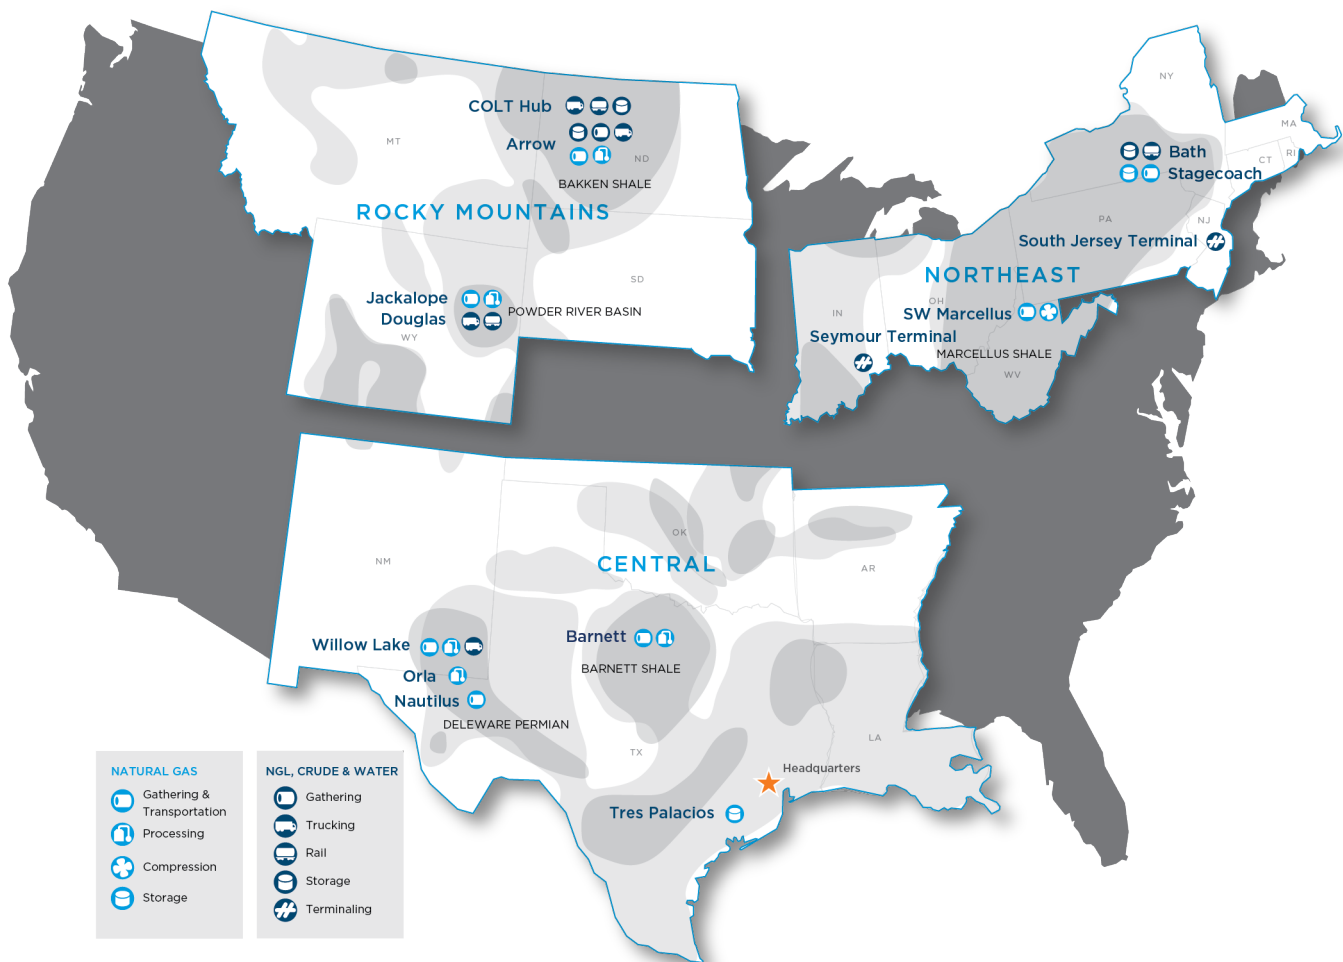 NY
MA
COLT Hub
MT
Arrow
ND
BAKKEN SHALE
Bath
CT
RI
Stagecoach
ROCKY MOUNTAINS
PA
NJ
South Jersey Terminal
SD
NORTHEAST
Jackalope
POWDER RIVER BASIN
Douglas
WY
OH
IN
SW Marcellus
Seymour Terminal
MARCELLUS SHALE
WV
OK
CENTRAL
NM
AR
Willow Lake
Barnett
BARNETT SHALE
Orla
Nautilus
DELEWARE PERMIAN
TX
LA
Headquarters
Tres Palacios
NATURAL GAS
Gathering &
Transportation
Processing
Compression
Storage
NGL, CRUDE & WATER
Gathering
Trucking
Rail
Storage
Terminaling